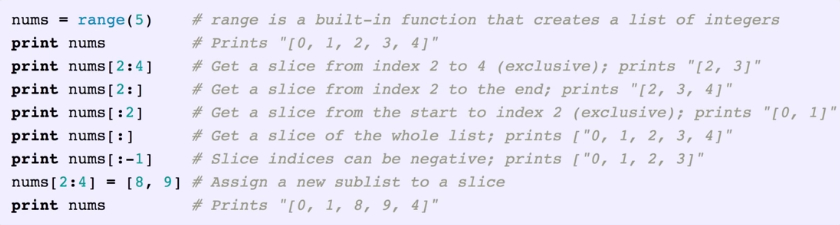 nums = range(5)    # range is a built-in function that creates a list of integers
print nums         # Prints "[0, 1, 2, 3, 4]"
print nums[2:4]    # Get a slice from index 2 to 4 (exclusive); prints "[2, 3]"
print nums[2:]     # Get a slice from index 2 to the end; prints "[2, 3, 4]"
print nums[:2]     # Get a slice from the start to index 2 (exclusive); prints "[0, 1]"
print nums[:]      # Get a slice of the whole list; prints ["0, 1, 2, 3, 4]"
print nums[:-1]    # Slice indices can be negative; prints ["0, 1, 2, 3]"
nums[2:4] = [8, 9] # Assign a new sublist to a slice
print nums         # Prints "[0, 1, 8, 9, 4]"